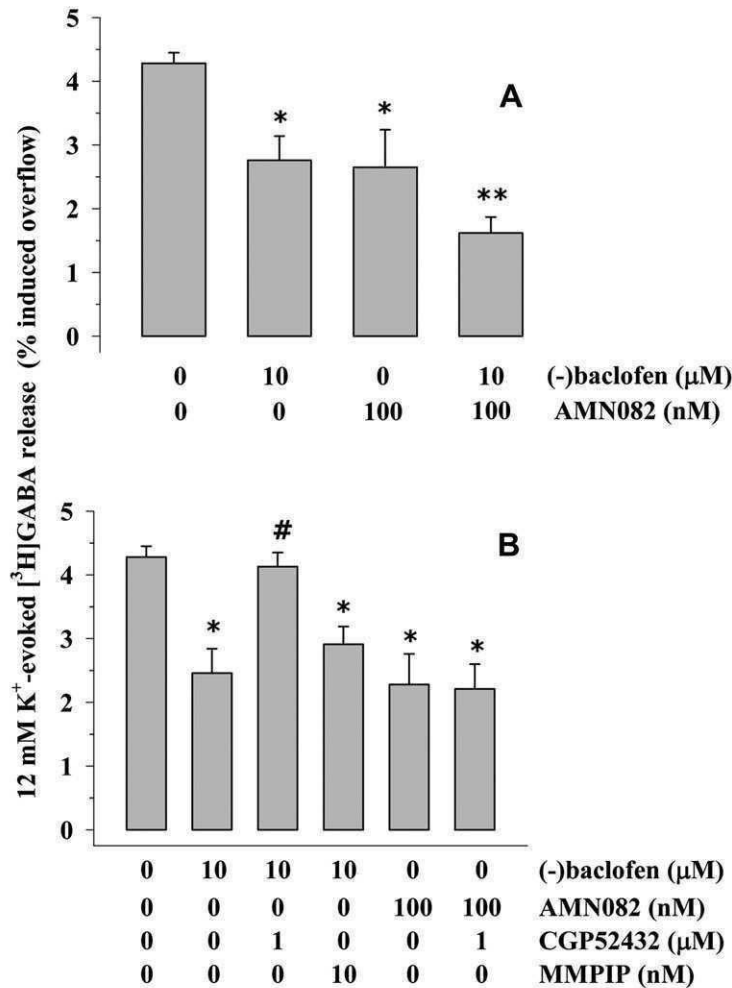 12 mM K⁺-evoked [³H]GABA release (% induced overflow)
5
4
3
2
1
0
A
*
*
**
0 10 0 10 (-)baclofen (μM)
0 0 100 100 AMN082 (nM)
5
4
3
2
1
0
B
#
*
*
*
*
0 10 10 10 0 0 (-)baclofen (μM)
0 0 0 0 100 100 AMN082 (nM)
0 0 1 0 0 1 CGP52432 (μM)
0 0 0 10 0 0 MMPIP (nM)